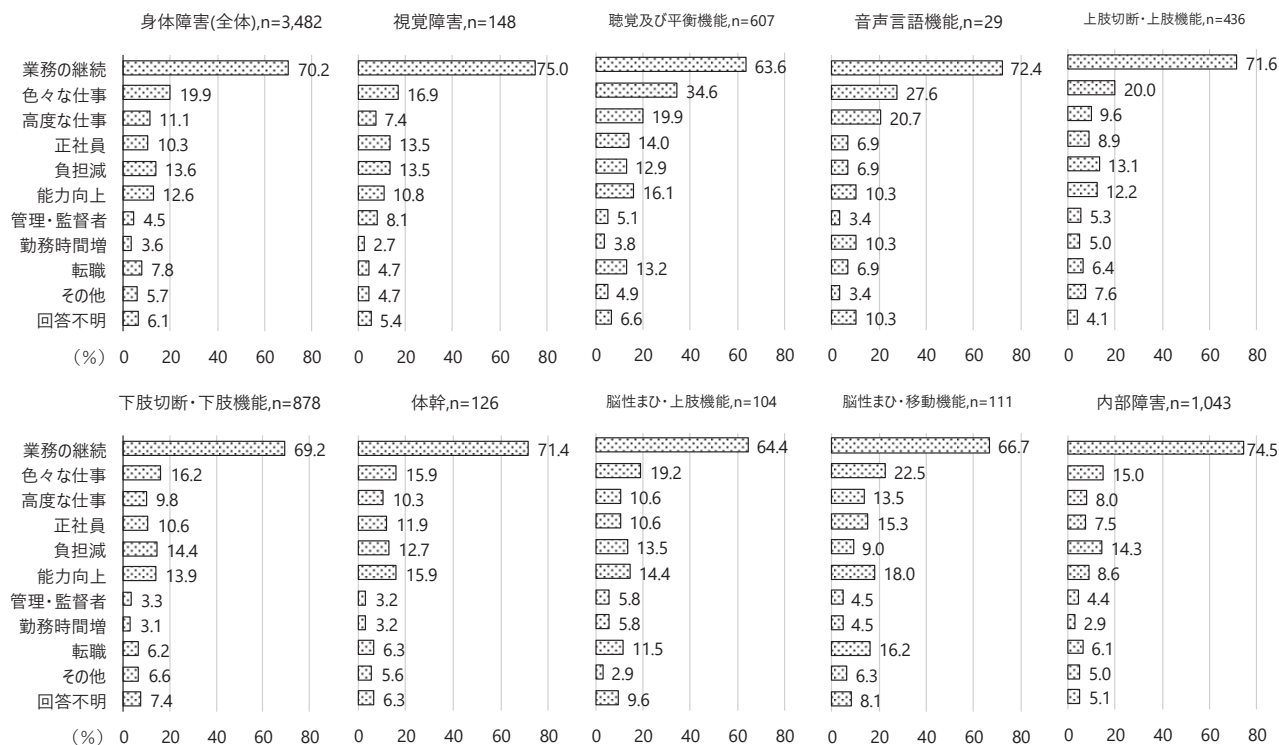 身体障害(全体),n=3,482
視覚障害,n=148
聴覚及び平衡機能,n=607
音声言語機能,n=29
上肢切断・上肢機能,n=436
業務の継続 70.2 75.0 63.6 72.4 71.6
色々な仕事 19.9 16.9 34.6 27.6 20.0
高度な仕事 11.1 7.4 19.9 20.7 9.6
正社員 10.3 13.5 14.0 6.9 8.9
負担減 13.6 13.5 12.9 6.9 13.1
能力向上 12.6 10.8 16.1 10.3 12.2
管理・監督者 4.5 8.1 5.1 3.4 5.3
勤務時間増 3.6 2.7 3.8 10.3 5.0
転職 7.8 4.7 13.2 6.9 6.4
その他 5.7 4.7 4.9 3.4 7.6
回答不明 6.1 5.4 6.6 10.3 4.1
(%) 0 20 40 60 80 0 20 40 60 80 0 20 40 60 80 0 20 40 60 80 0 20 40 60 80
下肢切断・下肢機能,n=878
体幹,n=126
脳性まひ・上肢機能,n=104
脳性まひ・移動機能,n=111
内部障害,n=1,043
業務の継続 69.2 71.4 64.4 66.7 74.5
色々な仕事 16.2 15.9 19.2 22.5 15.0
高度な仕事 9.8 10.3 10.6 13.5 8.0
正社員 10.6 11.9 10.6 15.3 7.5
負担減 14.4 12.7 13.5 9.0 14.3
能力向上 13.9 15.9 14.4 18.0 8.6
管理・監督者 3.3 3.2 5.8 4.5 4.4
勤務時間増 3.1 3.2 5.8 4.5 2.9
転職 6.2 6.3 11.5 16.2 6.1
その他 6.6 5.6 2.9 6.3 5.0
回答不明 7.4 6.3 9.6 8.1 5.1
(%) 0 20 40 60 80 0 20 40 60 80 0 20 40 60 80 0 20 40 60 80 0 20 40 60 80